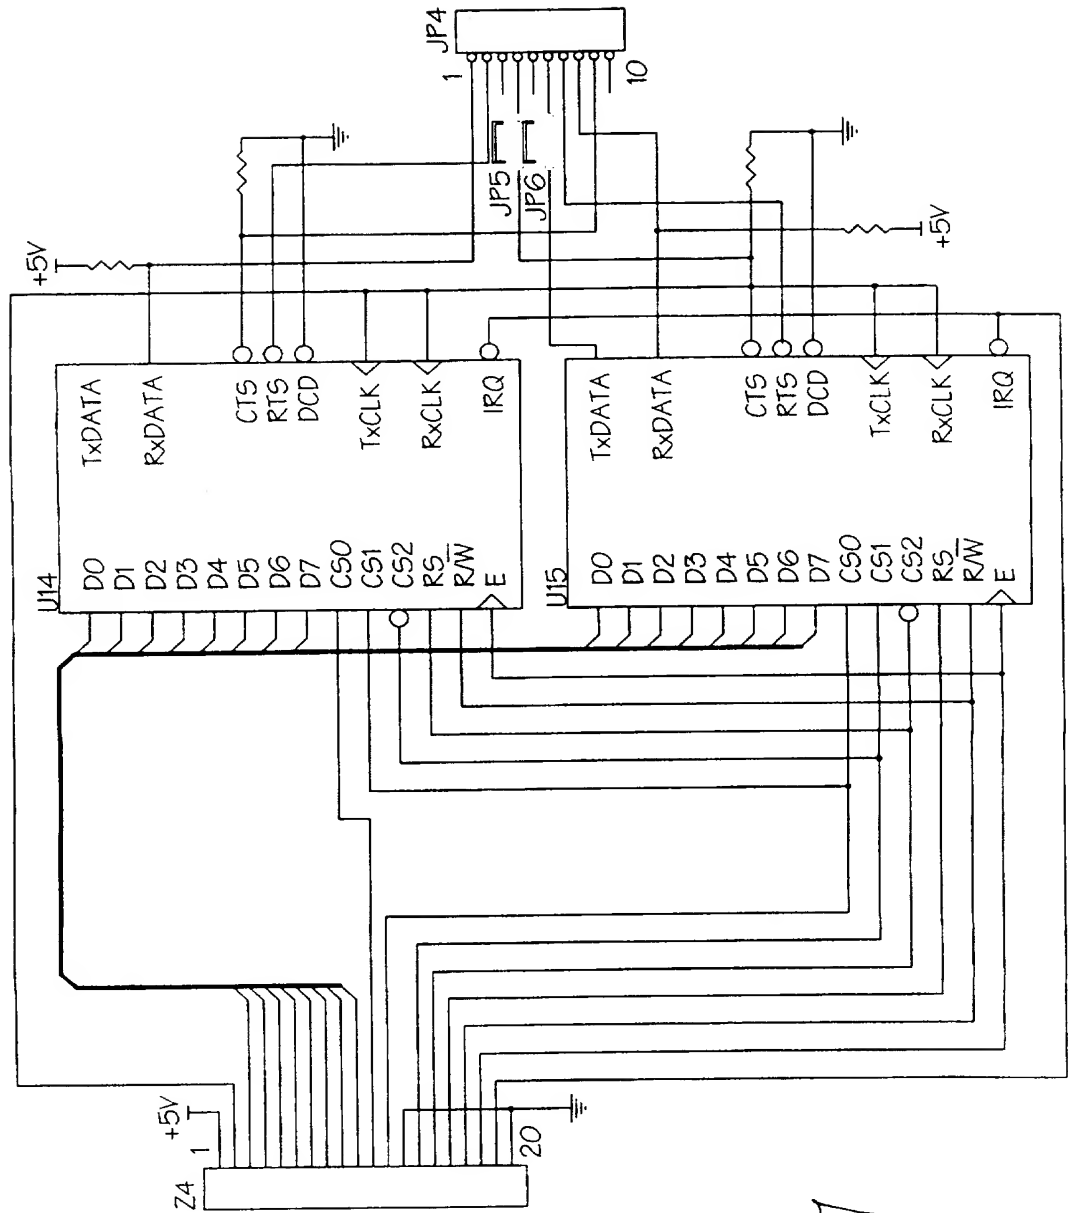 JP4
1
10
JP5
JP6
+5V
+5V
TxDATA
RxDATA
CTS
RTS
DCD
TxCLK
RxCLK
IRQ
U14
D0
D1
D2
D3
D4
D5
D6
D7
CS0
CS1
CS2
RS
R/W̅
E
TxDATA
RxDATA
CTS
RTS
DCD
TxCLK
RxCLK
IRQ
U15
D0
D1
D2
D3
D4
D5
D6
D7
CS0
CS1
CS2
RS
R/W̅
E
+5V
1
20
Z4